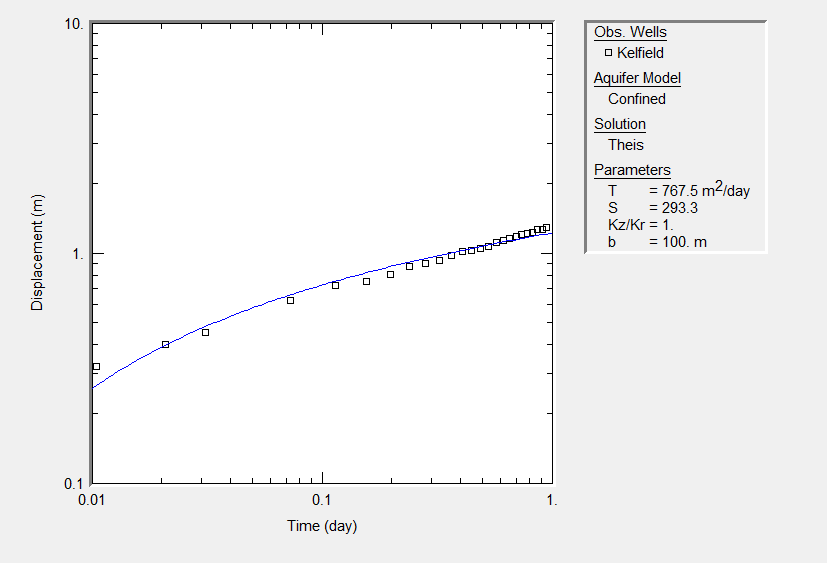 10.
1.
0.1
0.01
0.1
1.
Time (day)
Displacement (m)
Obs. Wells
Kelfield
Aquifer Model
Confined
Solution
Theis
Parameters
T = 767.5 m²/day
S = 293.3
Kz/Kr = 1.
b = 100. m